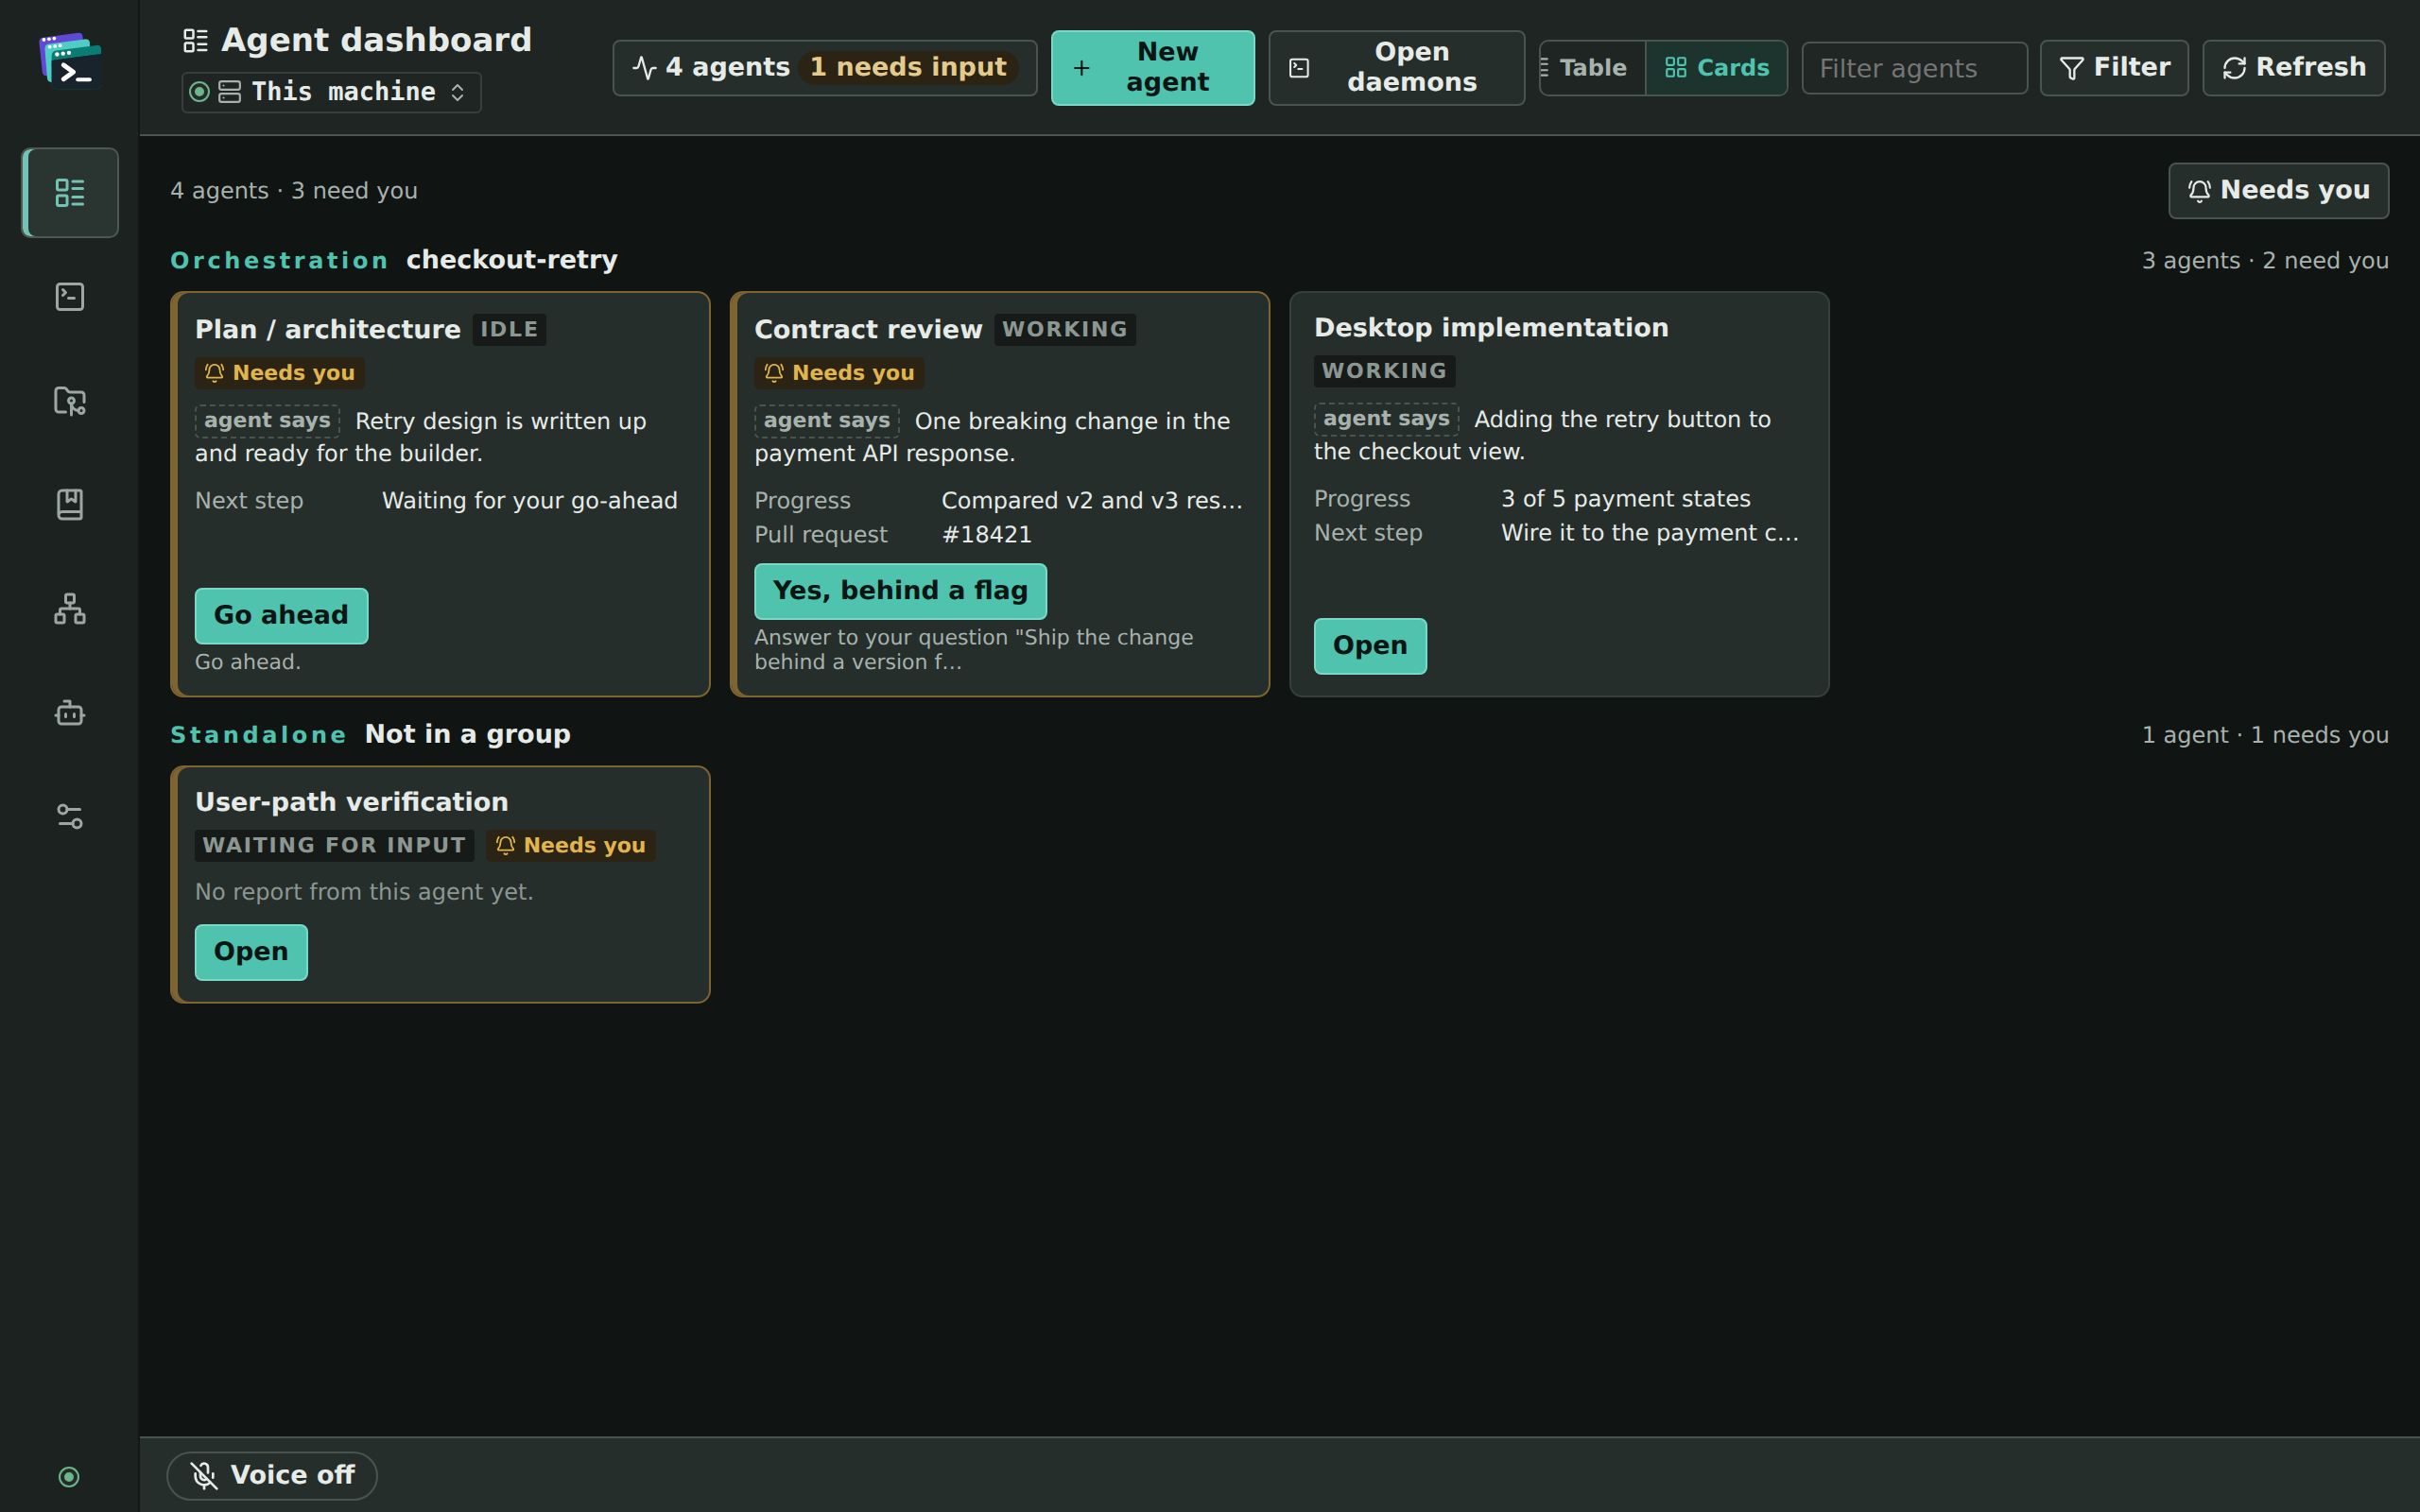 Agent dashboard
This machine
4 agents 1 needs input
New agent
Open daemons
Table
Cards
Filter agents
Filter
Refresh
4 agents · 3 need you
Needs you
Orchestration checkout-retry
3 agents · 2 need you
Plan / architecture IDLE
Needs you
agent says Retry design is written up
and ready for the builder.
Next step Waiting for your go-ahead
Go ahead
Go ahead.
Contract review WORKING
Needs you
agent says One breaking change in the
payment API response.
Progress Compared v2 and v3 res…
Pull request #18421
Yes, behind a flag
Answer to your question "Ship the change
behind a version f…
Desktop implementation
WORKING
agent says Adding the retry button to
the checkout view.
Progress 3 of 5 payment states
Next step Wire it to the payment c…
Open
Standalone Not in a group
1 agent · 1 needs you
User-path verification
WAITING FOR INPUT Needs you
No report from this agent yet.
Open
Voice off